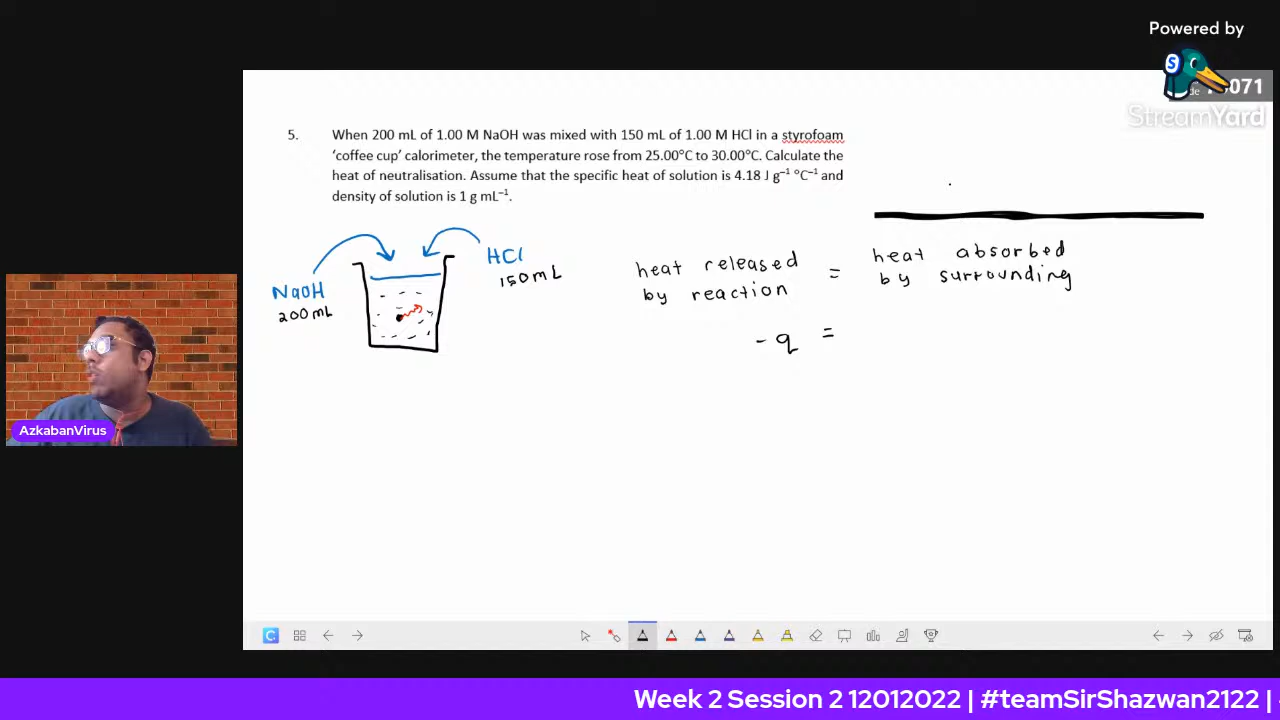 Powered by
071
StreamYard
5. When 200 mL of 1.00 M NaOH was mixed with 150 mL of 1.00 M HCl in a styrofoam
‘coffee cup’ calorimeter, the temperature rose from 25.00°C to 30.00°C. Calculate the
heat of neutralisation. Assume that the specific heat of solution is 4.18 J g⁻¹ °C⁻¹ and
density of solution is 1 g mL⁻¹.
NaOH
200mL
HCl
150mL
heat released
by reaction
=
heat absorbed
by surrounding
- q =
AzkabanVirus
Week 2 Session 2 12012022 | #teamSirShazwan2122 |